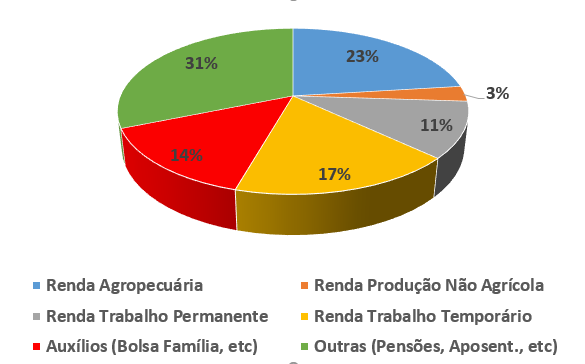 31%
23%
3%
11%
14%
17%
Renda Agropecuária
Renda Produção Não Agrícola
Renda Trabalho Permanente
Renda Trabalho Temporário
Auxílios (Bolsa Família, etc)
Outras (Pensões, Aposent., etc)